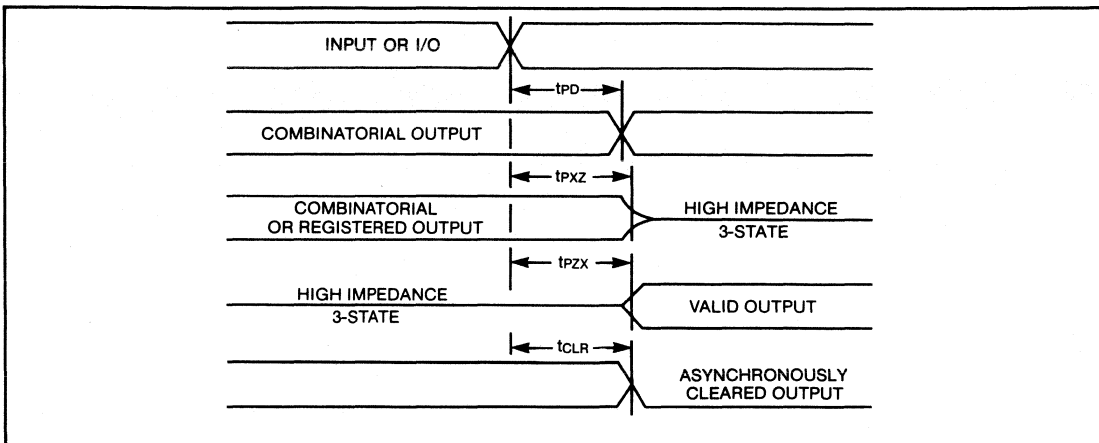 INPUT OR I/O
tPD
COMBINATORIAL OUTPUT
tPXZ
COMBINATORIAL
OR REGISTERED OUTPUT
HIGH IMPEDANCE
3-STATE
tPZX
HIGH IMPEDANCE
3-STATE
VALID OUTPUT
tCLR
ASYNCHRONOUSLY
CLEARED OUTPUT